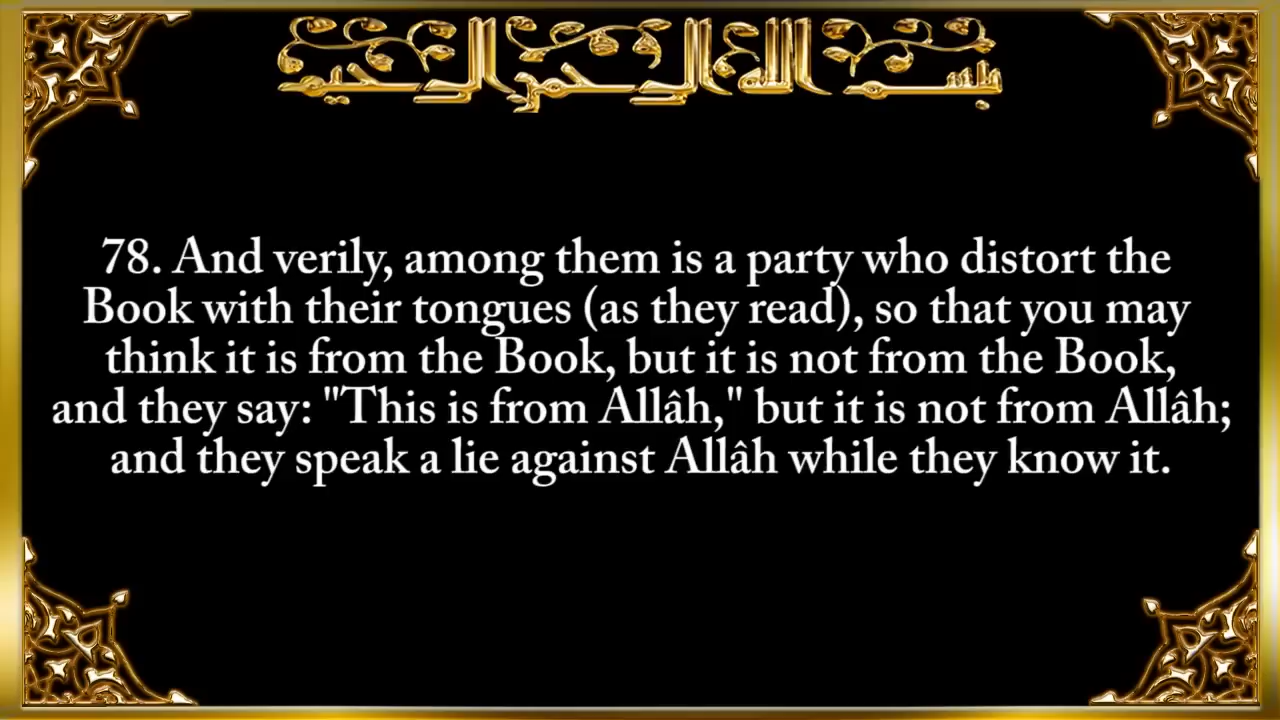 بسم الله الرحمن الرحيم
78. And verily, among them is a party who distort the
Book with their tongues (as they read), so that you may
think it is from the Book, but it is not from the Book,
and they say: "This is from Allâh," but it is not from Allâh;
and they speak a lie against Allâh while they know it.